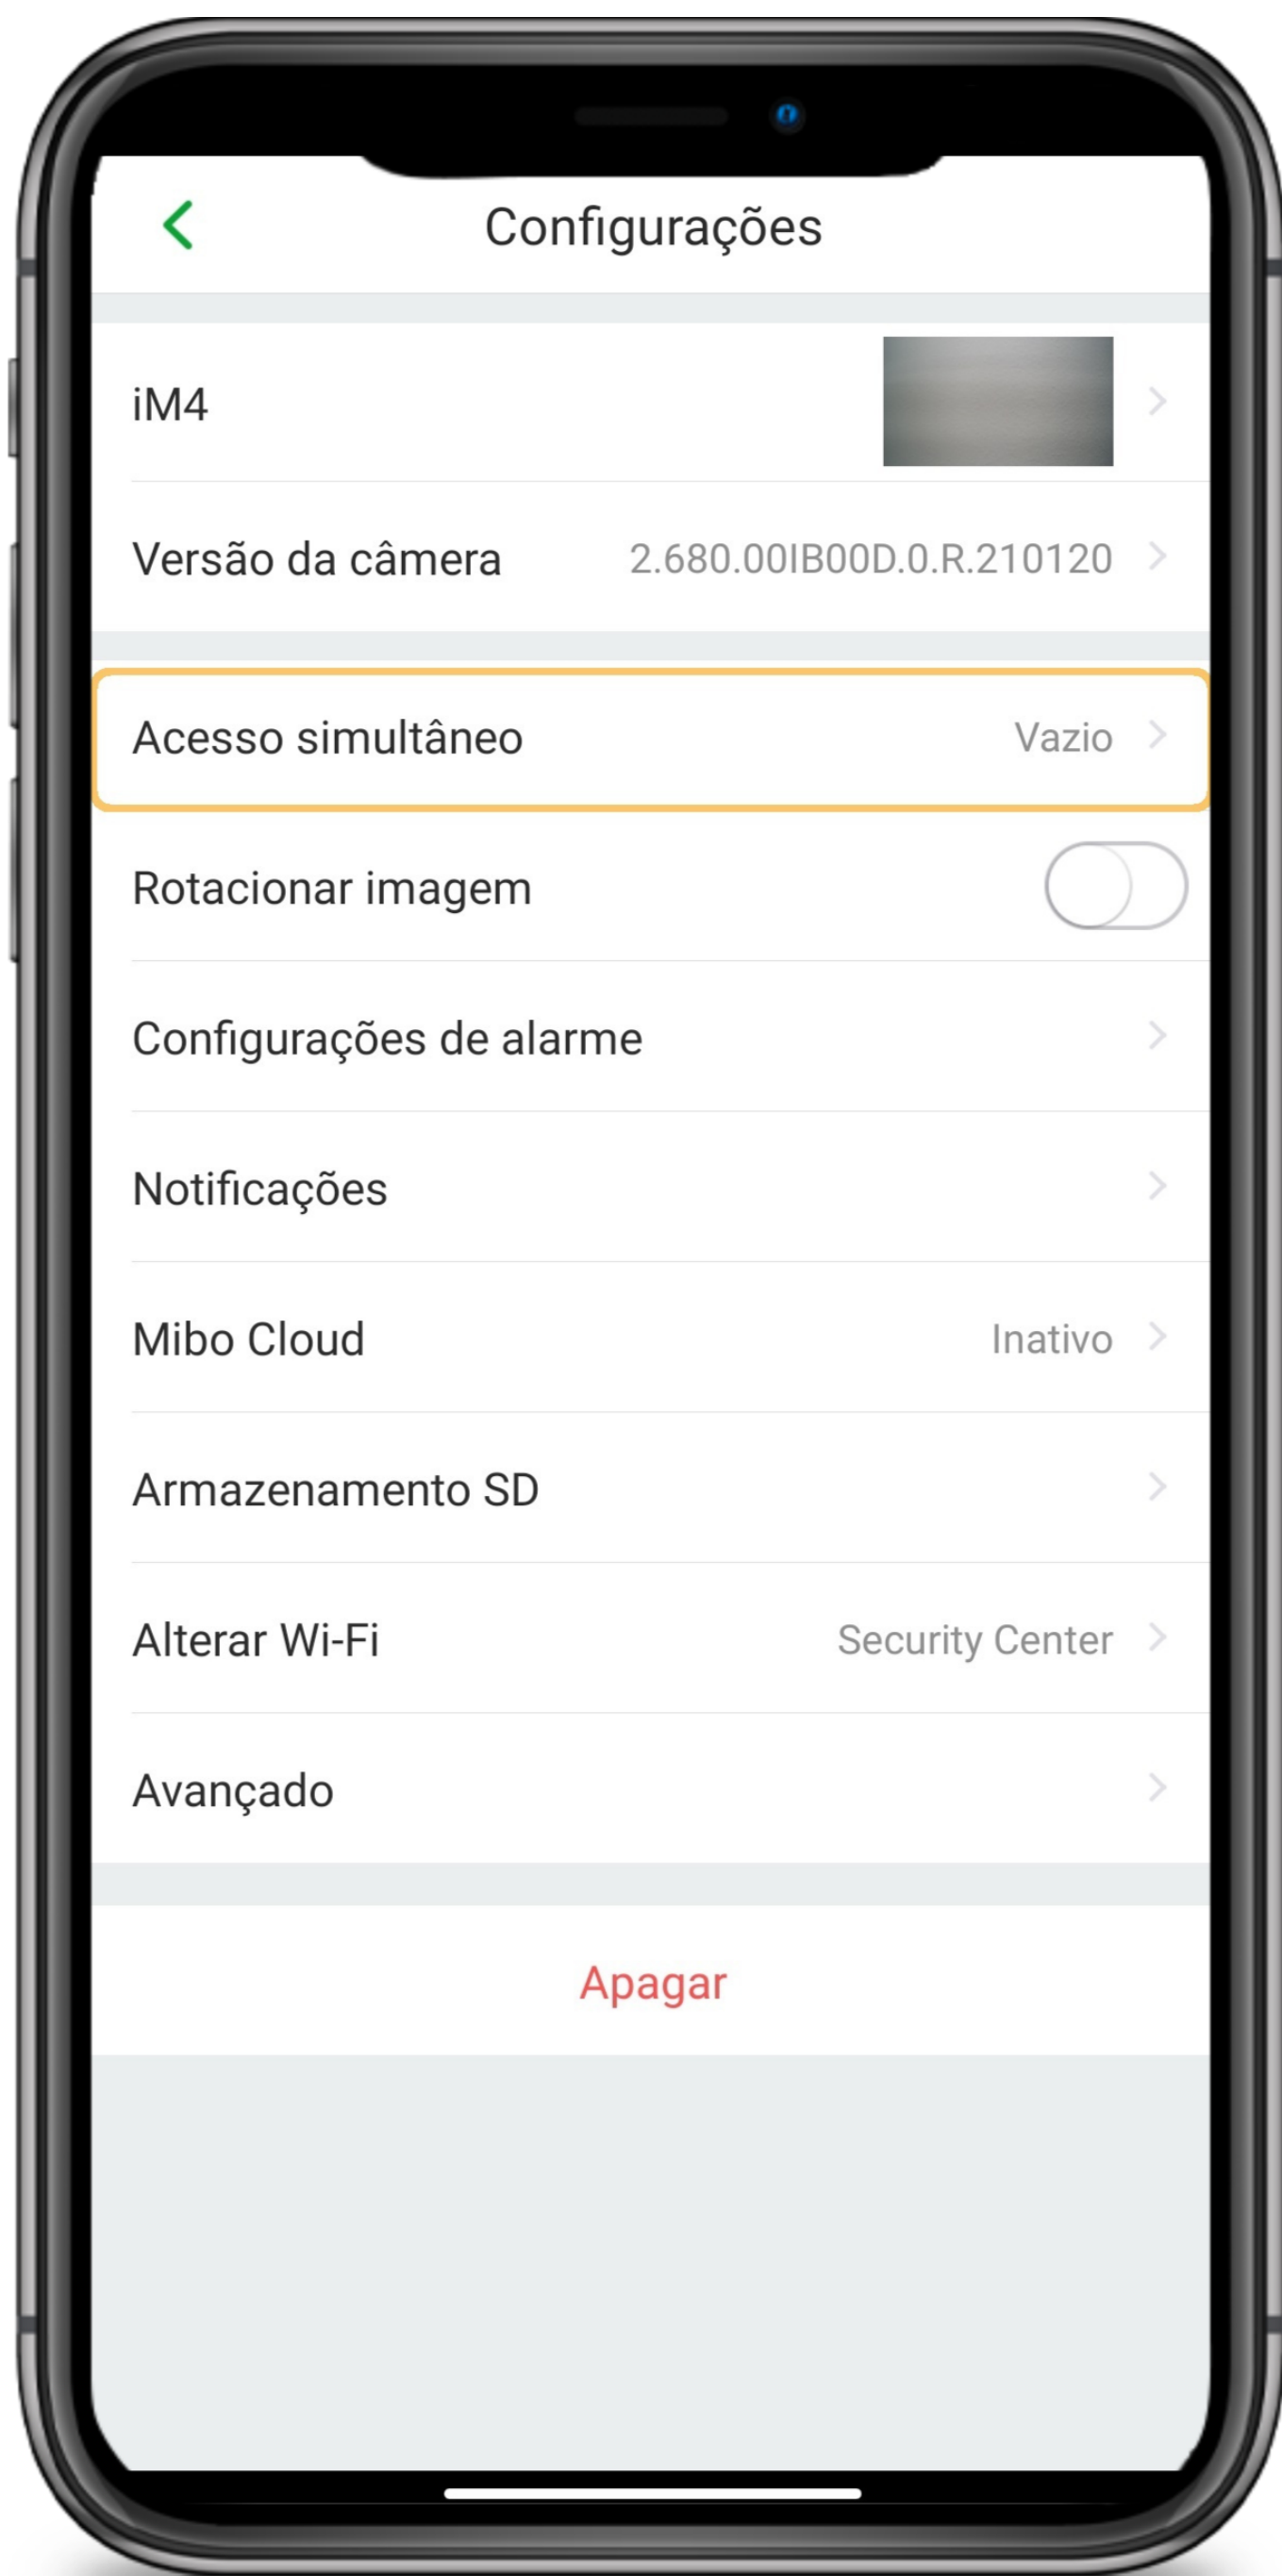 Configurações
iM4
Versão da câmera 2.680.00IB00D.0.R.210120
Acesso simultâneo Vazio
Rotacionar imagem
Configurações de alarme
Notificações
Mibo Cloud Inativo
Armazenamento SD
Alterar Wi-Fi Security Center
Avançado
Apagar